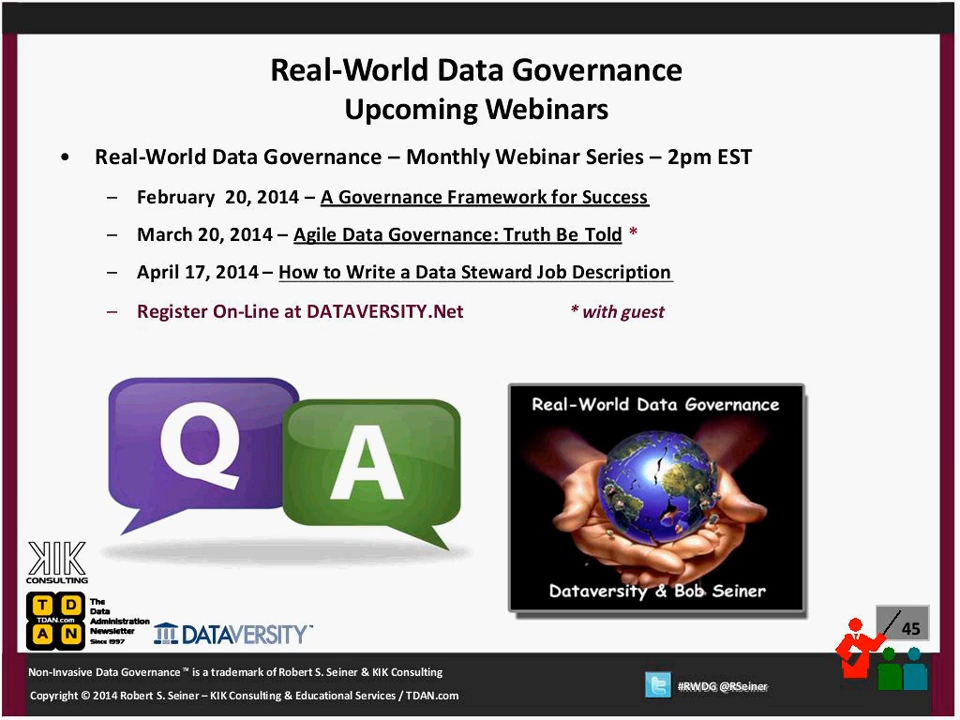 Real-World Data Governance
Upcoming Webinars
• Real-World Data Governance – Monthly Webinar Series – 2pm EST
– February 20, 2014 – A Governance Framework for Success
– March 20, 2014 – Agile Data Governance: Truth Be Told *
– April 17, 2014 – How to Write a Data Steward Job Description
– Register On-Line at DATAVERSITY.Net * with guest
Q A
Real-World Data Governance
Dataversity & Bob Seiner
KIK
CONSULTING
T D
TDAN.com
A N
The
Data
Administration
Newsletter
Since 1997
DATAVERSITY™
45
Non-Invasive Data Governance™ is a trademark of Robert S. Seiner & KIK Consulting
Copyright © 2014 Robert S. Seiner – KIK Consulting & Educational Services / TDAN.com
#RWDG @RSeiner